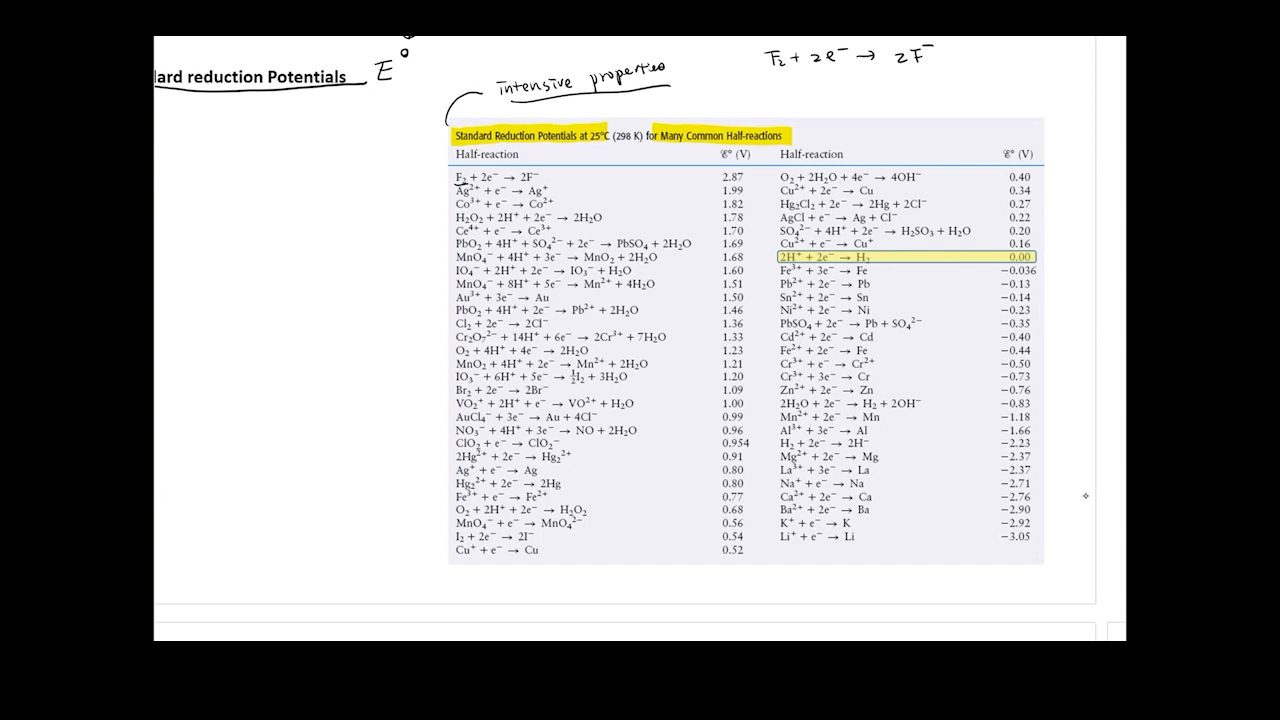 lard reduction Potentials E°
intensive properties
F₂ + 2e⁻ → 2F⁻
Standard Reduction Potentials at 25°C (298 K) for Many Common Half-reactions
Half-reaction ℰ° (V) Half-reaction ℰ° (V)
F₂ + 2e⁻ → 2F⁻ 2.87 O₂ + 2H₂O + 4e⁻ → 4OH⁻ 0.40
Ag²⁺ + e⁻ → Ag⁺ 1.99 Cu²⁺ + 2e⁻ → Cu 0.34
Co³⁺ + e⁻ → Co²⁺ 1.82 Hg₂Cl₂ + 2e⁻ → 2Hg + 2Cl⁻ 0.27
H₂O₂ + 2H⁺ + 2e⁻ → 2H₂O 1.78 AgCl + e⁻ → Ag + Cl⁻ 0.22
Ce⁴⁺ + e⁻ → Ce³⁺ 1.70 SO₄²⁻ + 4H⁺ + 2e⁻ → H₂SO₃ + H₂O 0.20
PbO₂ + 4H⁺ + SO₄²⁻ + 2e⁻ → PbSO₄ + 2H₂O 1.69 Cu²⁺ + e⁻ → Cu⁺ 0.16
MnO₄⁻ + 4H⁺ + 3e⁻ → MnO₂ + 2H₂O 1.68 2H⁺ + 2e⁻ → H₂ 0.00
IO₄⁻ + 2H⁺ + 2e⁻ → IO₃⁻ + H₂O 1.60 Fe³⁺ + 3e⁻ → Fe −0.036
MnO₄⁻ + 8H⁺ + 5e⁻ → Mn²⁺ + 4H₂O 1.51 Pb²⁺ + 2e⁻ → Pb −0.13
Au³⁺ + 3e⁻ → Au 1.50 Sn²⁺ + 2e⁻ → Sn −0.14
PbO₂ + 4H⁺ + 2e⁻ → Pb²⁺ + 2H₂O 1.46 Ni²⁺ + 2e⁻ → Ni −0.23
Cl₂ + 2e⁻ → 2Cl⁻ 1.36 PbSO₄ + 2e⁻ → Pb + SO₄²⁻ −0.35
Cr₂O₇²⁻ + 14H⁺ + 6e⁻ → 2Cr³⁺ + 7H₂O 1.33 Cd²⁺ + 2e⁻ → Cd −0.40
O₂ + 4H⁺ + 4e⁻ → 2H₂O 1.23 Fe²⁺ + 2e⁻ → Fe −0.44
MnO₂ + 4H⁺ + 2e⁻ → Mn²⁺ + 2H₂O 1.21 Cr³⁺ + e⁻ → Cr²⁺ −0.50
IO₃⁻ + 6H⁺ + 5e⁻ → ½I₂ + 3H₂O 1.20 Cr³⁺ + 3e⁻ → Cr −0.73
Br₂ + 2e⁻ → 2Br⁻ 1.09 Zn²⁺ + 2e⁻ → Zn −0.76
VO₂⁺ + 2H⁺ + e⁻ → VO²⁺ + H₂O 1.00 2H₂O + 2e⁻ → H₂ + 2OH⁻ −0.83
AuCl₄⁻ + 3e⁻ → Au + 4Cl⁻ 0.99 Mn²⁺ + 2e⁻ → Mn −1.18
NO₃⁻ + 4H⁺ + 3e⁻ → NO + 2H₂O 0.96 Al³⁺ + 3e⁻ → Al −1.66
ClO₂ + e⁻ → ClO₂⁻ 0.954 H₂ + 2e⁻ → 2H⁻ −2.23
2Hg²⁺ + 2e⁻ → Hg₂²⁺ 0.91 Mg²⁺ + 2e⁻ → Mg −2.37
Ag⁺ + e⁻ → Ag 0.80 La³⁺ + 3e⁻ → La −2.37
Hg₂²⁺ + 2e⁻ → 2Hg 0.80 Na⁺ + e⁻ → Na −2.71
Fe³⁺ + e⁻ → Fe²⁺ 0.77 Ca²⁺ + 2e⁻ → Ca −2.76
O₂ + 2H⁺ + 2e⁻ → H₂O₂ 0.68 Ba²⁺ + 2e⁻ → Ba −2.90
MnO₄⁻ + e⁻ → MnO₄²⁻ 0.56 K⁺ + e⁻ → K −2.92
I₂ + 2e⁻ → 2I⁻ 0.54 Li⁺ + e⁻ → Li −3.05
Cu⁺ + e⁻ → Cu 0.52